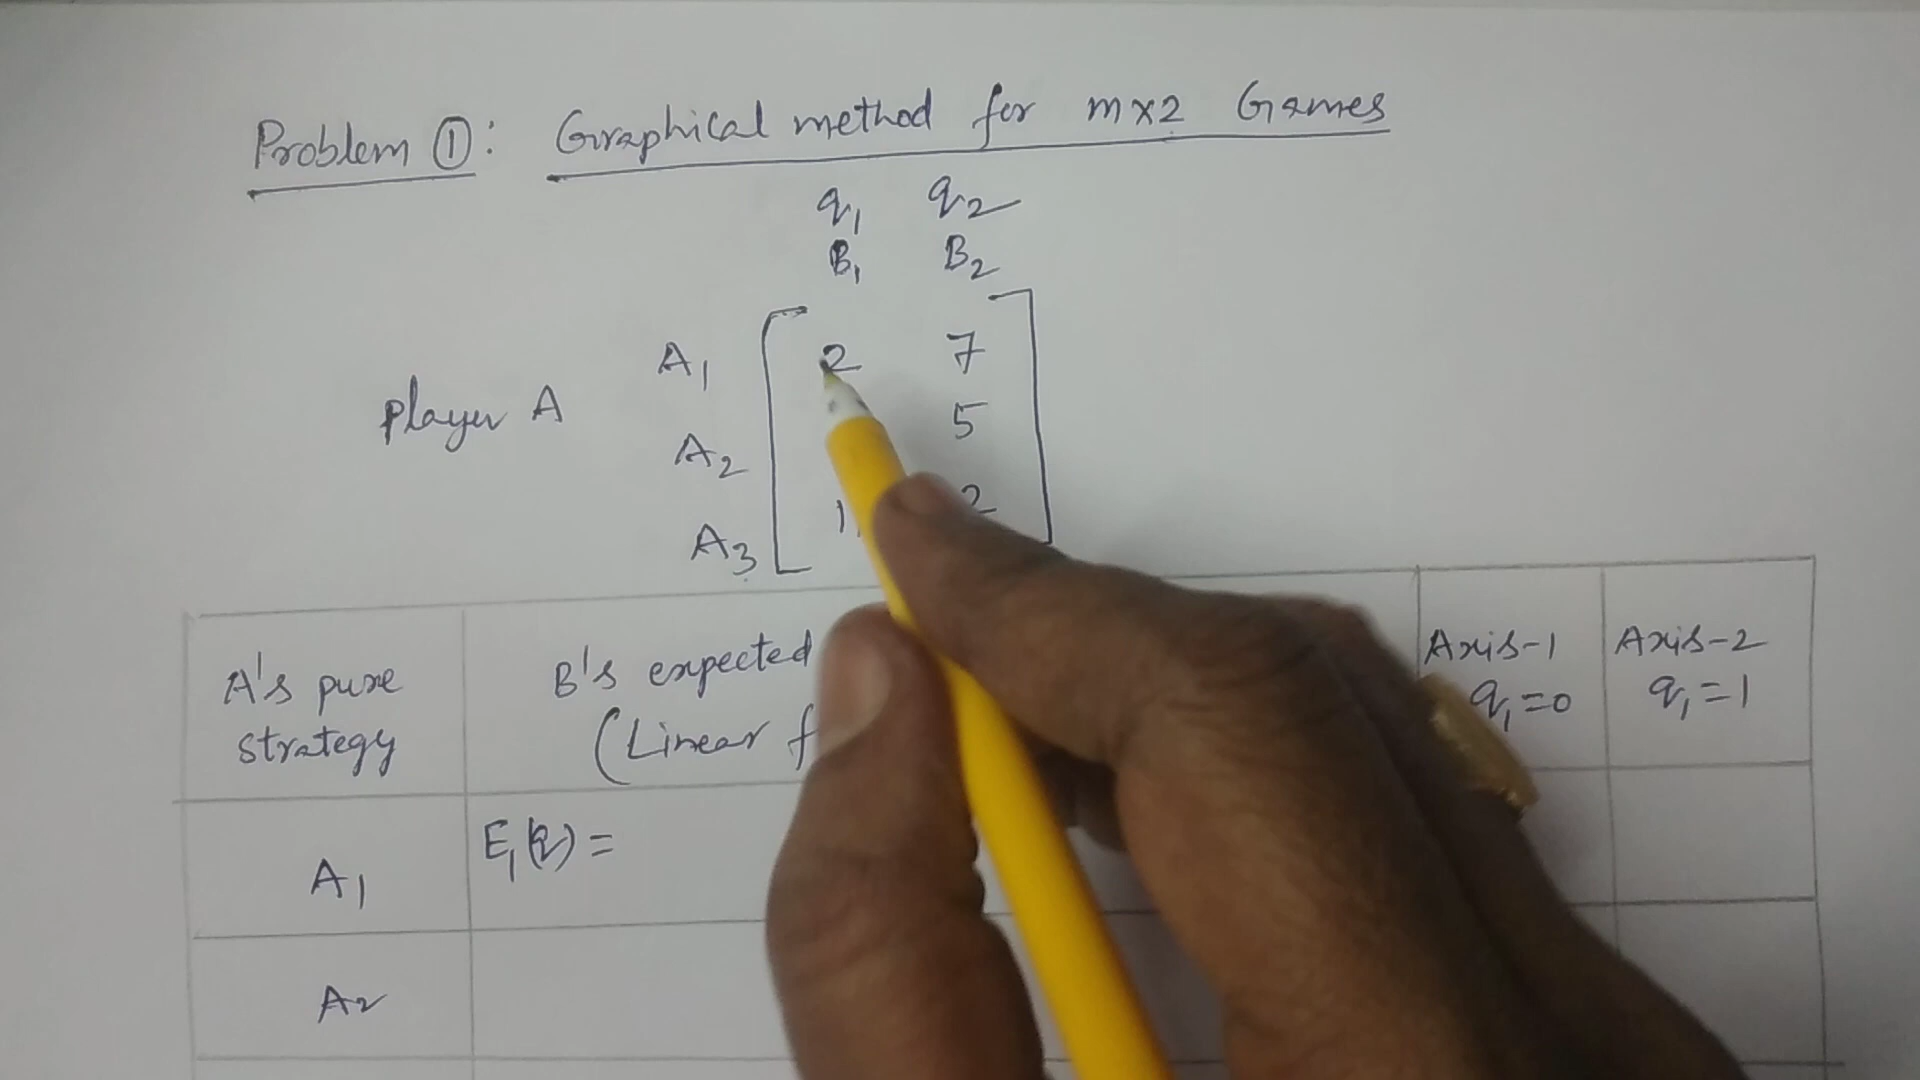 Problem ①: Graphical method for m×2 Games
q₁ q₂
B₁ B₂
A₁ 2 7
Player A
A₂ 5
A₃ 1 2
A's pure strategy
B's expected
(Linear
Axis-1
q₁=0
Axis-2
q₁=1
A₁ E₁(q) =
A₂